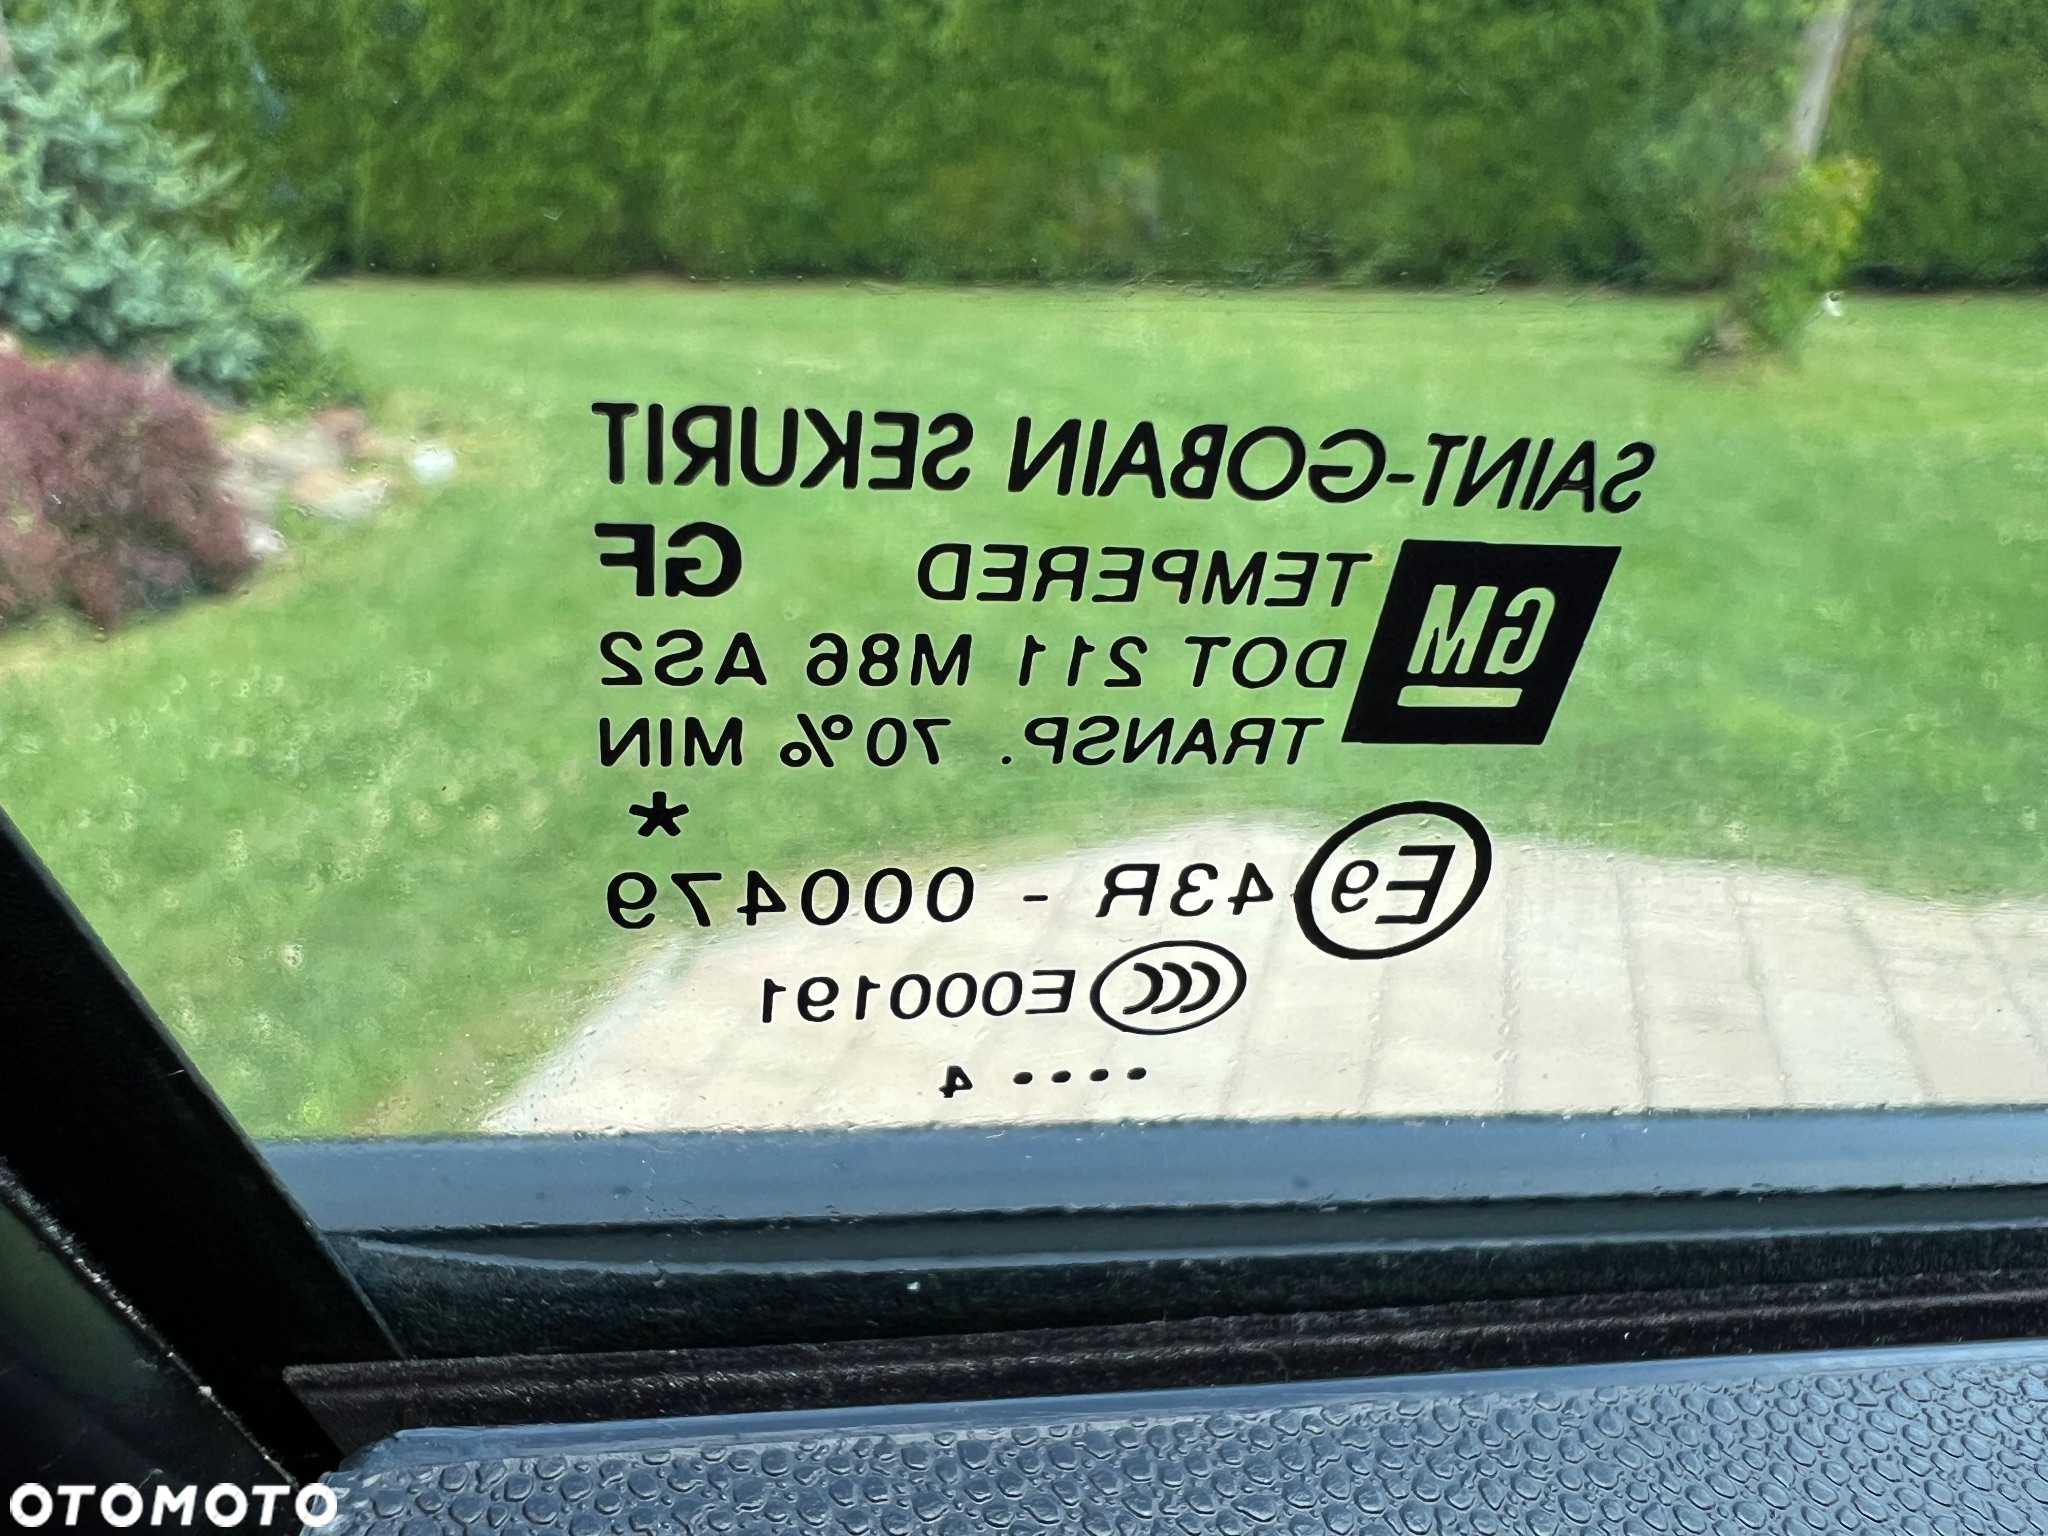 SAINT-GOBAIN SEKURIT
GM TEMPERED GF
DOT 211 M86 AS2
TRANSP. 70% MIN
*
E9 43R - 000479
CCC E000191
•••• 4
OTOMOTO